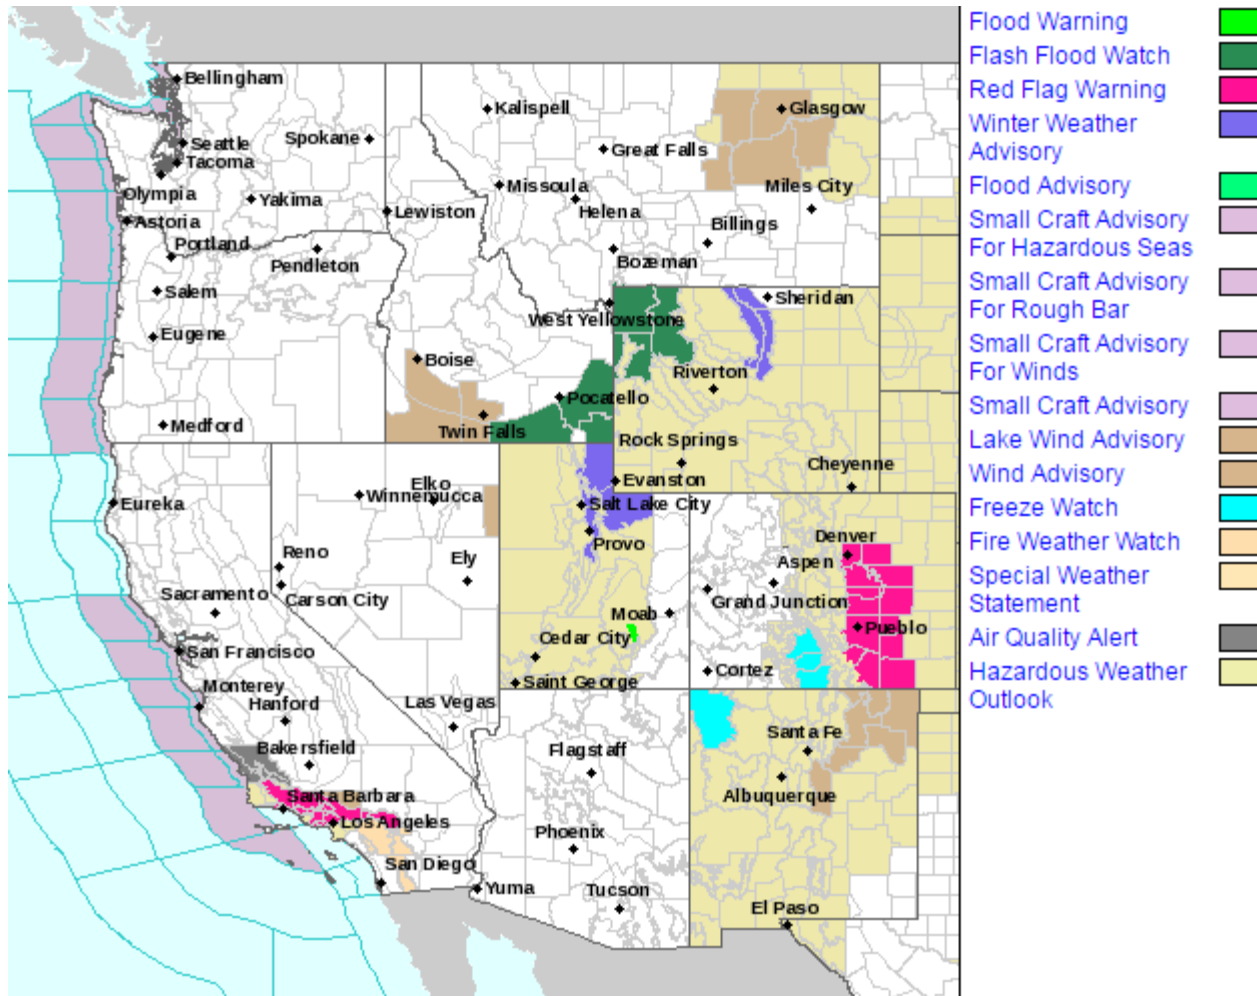 Bellingham
Kalispell
Glasgow
Seattle
Spokane
Great Falls
Tacoma
Olympia
Missoula
Miles City
Yakima
Helena
Lewiston
Astoria
Billings
Portland
Pendleton
Bozeman
Salem
Sheridan
West Yellowstone
Eugene
Boise
Riverton
Pocatello
Medford
Twin Falls
Rock Springs
Cheyenne
Elko
Evanston
Winnemucca
Eureka
Salt Lake City
Provo
Denver
Reno
Ely
Aspen
Sacramento
Carson City
Grand Junction
Moab
Cedar City
Pueblo
San Francisco
Cortez
Saint George
Monterey
Hanford
Las Vegas
Bakersfield
Flagstaff
Santa Fe
Santa Barbara
Albuquerque
Los Angeles
Phoenix
San Diego
Yuma
Tucson
El Paso
Flood Warning
Flash Flood Watch
Red Flag Warning
Winter Weather
Advisory
Flood Advisory
Small Craft Advisory
For Hazardous Seas
Small Craft Advisory
For Rough Bar
Small Craft Advisory
For Winds
Small Craft Advisory
Lake Wind Advisory
Wind Advisory
Freeze Watch
Fire Weather Watch
Special Weather
Statement
Air Quality Alert
Hazardous Weather
Outlook